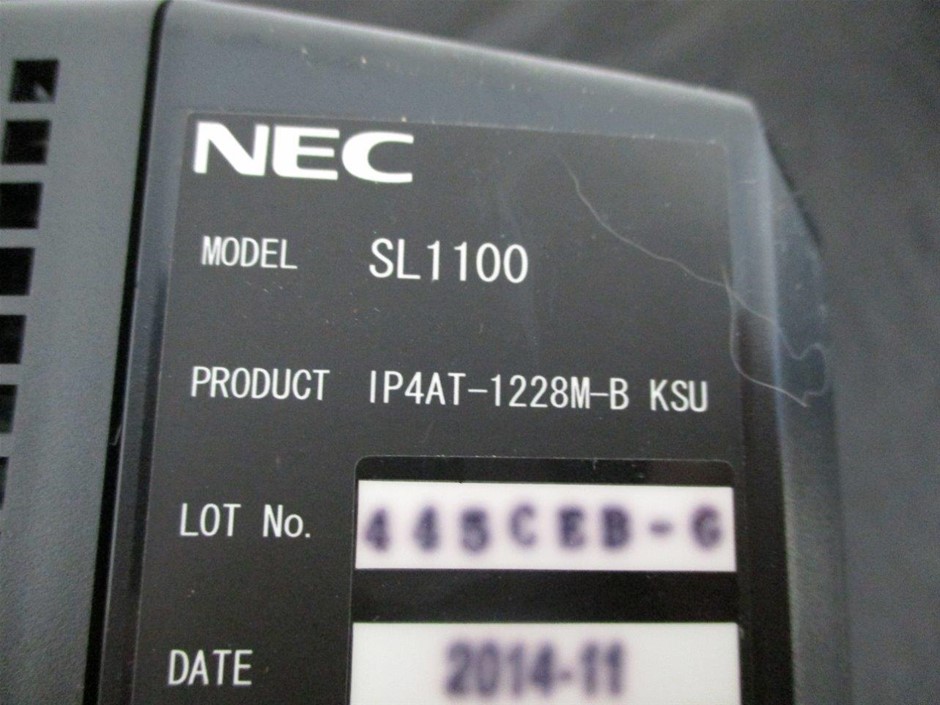 NEC
MODEL SL1100
PRODUCT IP4AT-1228M-B KSU
LOT No. 445CEB-G
DATE 2014-11